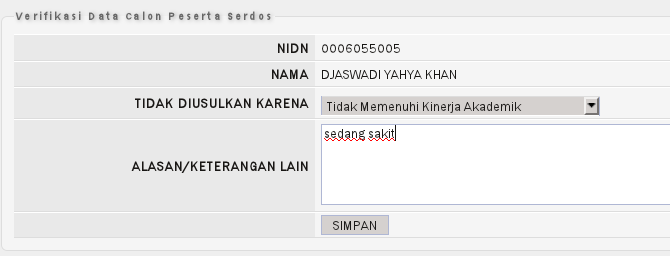 Verifikasi Data Calon Peserta Serdos
NIDN 0006055005
NAMA DJASWADI YAHYA KHAN
TIDAK DIUSULKAN KARENA Tidak Memenuhi Kinerja Akademik
ALASAN/KETERANGAN LAIN sedang sakit
SIMPAN